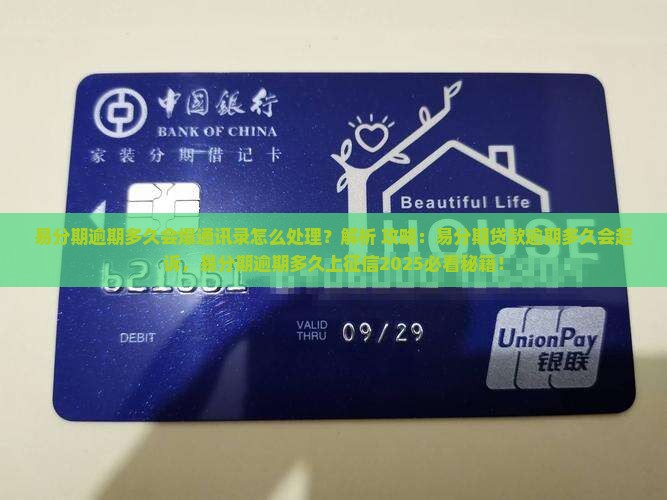 中国银行
BANK OF CHINA
家装分期借记卡
Beautiful Life
HOUSE
易分期逾期多久会爆通讯录怎么处理？解析 攻略：易分期贷款逾期多久会起
诉，易分期逾期多久上征信2025必看秘籍！
DEBIT
VALID
THRU
09/29
UnionPay
银联